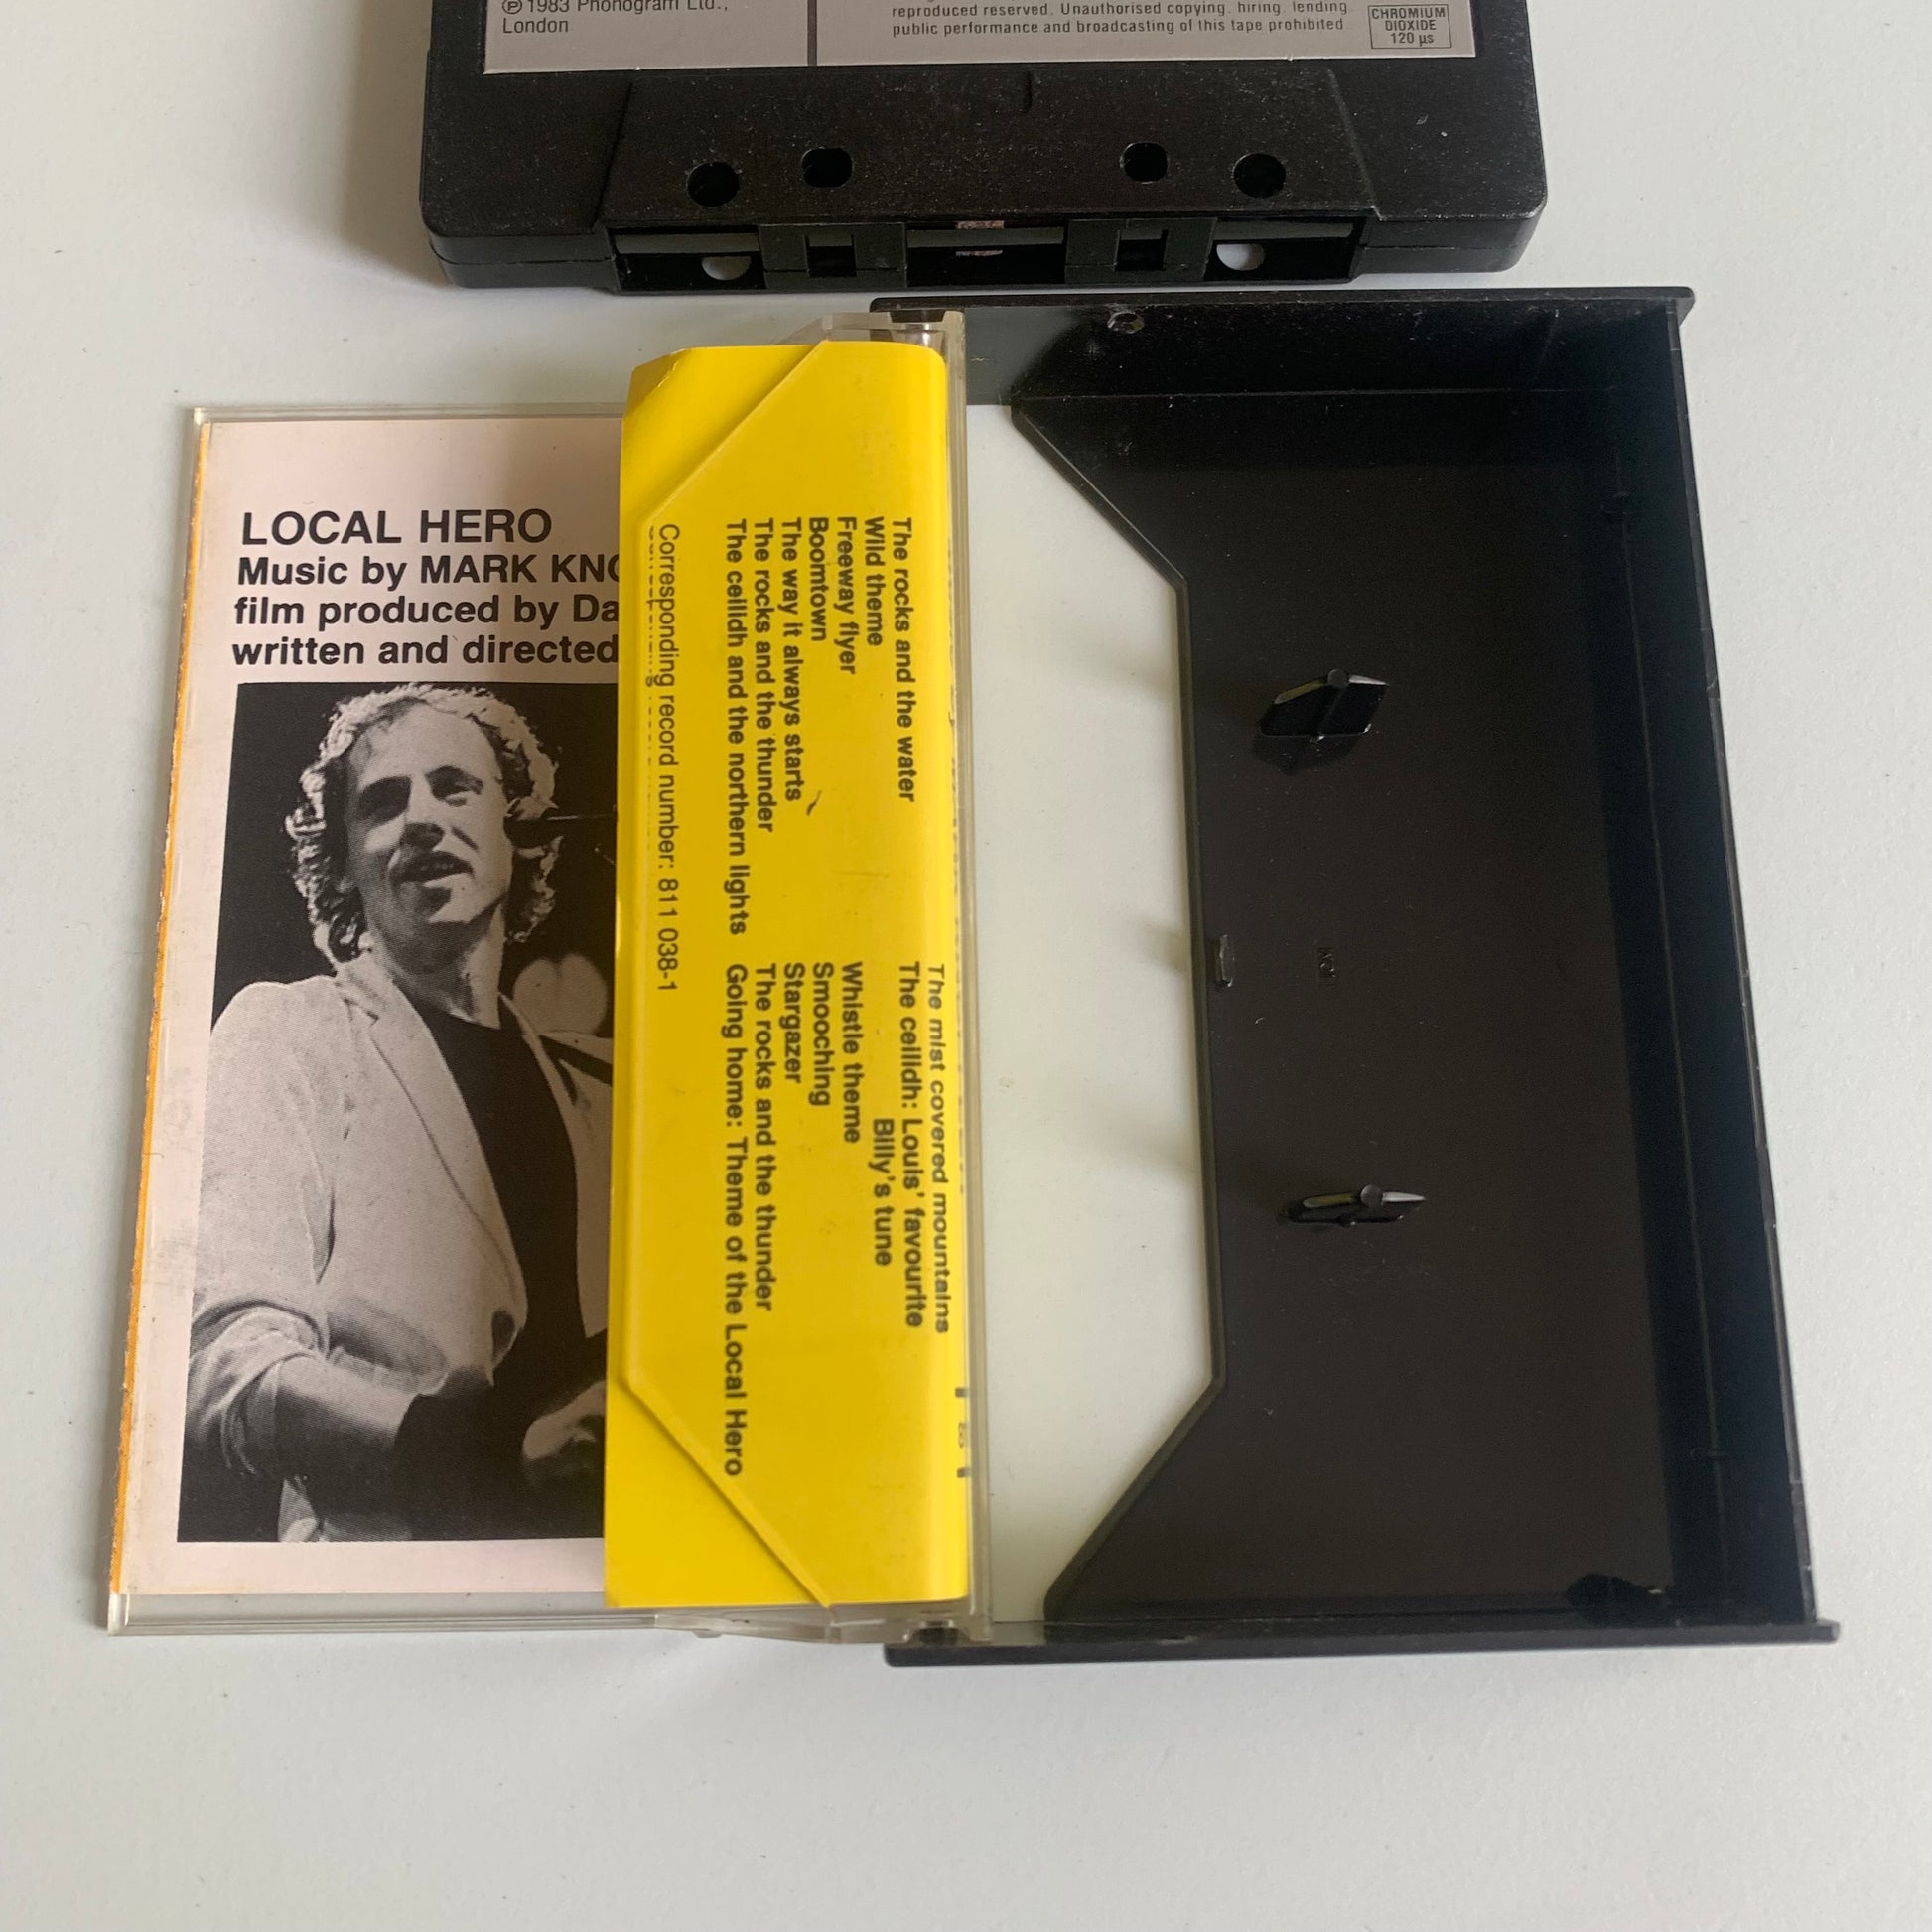 ℗ 1983 Phonogram Ltd.,
London
reproduced reserved. Unauthorised copying, hiring, lending
public performance and broadcasting of this tape prohibited
CHROMIUM
DIOXIDE
120 µs
LOCAL HERO
Music by MARK KNO
film produced by Da
written and directed
The rocks and the water
Wild theme
Freeway flyer
Boomtown
The way it always starts
The rocks and the thunder
The ceilidh and the northern lights
The mist covered mountains
The ceilidh: Louis' favourite
Billy's tune
Whistle theme
Smooching
Stargazer
The rocks and the thunder
Going home: Theme of the Local Hero
Corresponding record number: 811 038-1